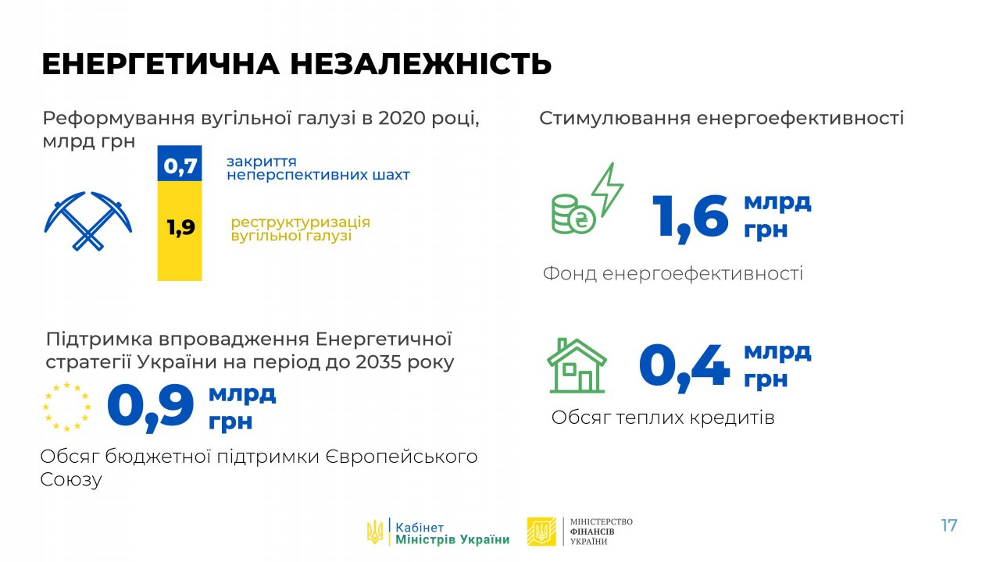 ЕНЕРГЕТИЧНА НЕЗАЛЕЖНІСТЬ
Реформування вугільної галузі в 2020 році,
млрд грн
0,7
закриття
неперспективних шахт
1,9
реструктуризація
вугільної галузі
Підтримка впровадження Енергетичної
стратегії України на період до 2035 року
0,9
млрд
грн
Обсяг бюджетної підтримки Європейського
Союзу
Стимулювання енергоефективності
₴
1,6
млрд
грн
Фонд енергоефективності
0,4
млрд
грн
Обсяг теплих кредитів
Кабінет
Міністрів України
МІНІСТЕРСТВО
ФІНАНСІВ
УКРАЇНИ
17